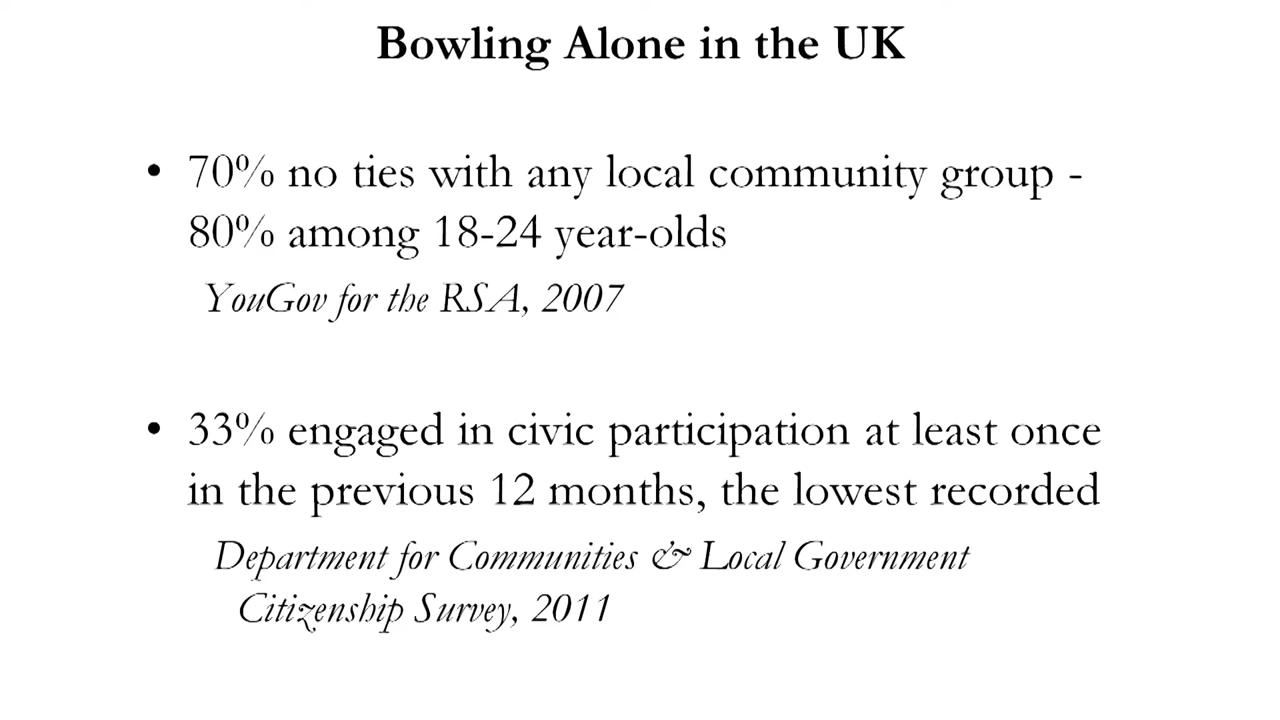 Bowling Alone in the UK
• 70% no ties with any local community group -
80% among 18-24 year-olds
YouGov for the RSA, 2007
• 33% engaged in civic participation at least once
in the previous 12 months, the lowest recorded
Department for Communities & Local Government
Citizenship Survey, 2011